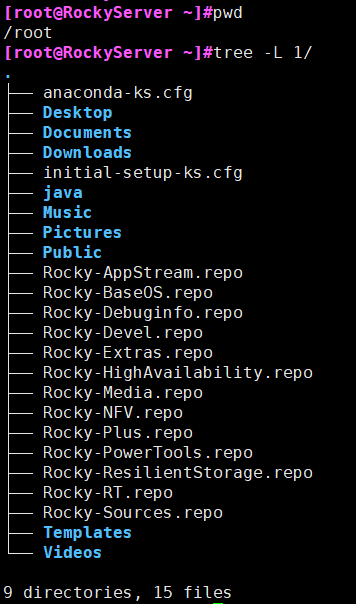 [root@RockyServer ~]#pwd
/root
[root@RockyServer ~]#tree -L 1/
.
├── anaconda-ks.cfg
├── Desktop
├── Documents
├── Downloads
├── initial-setup-ks.cfg
├── java
├── Music
├── Pictures
├── Public
├── Rocky-AppStream.repo
├── Rocky-BaseOS.repo
├── Rocky-Debuginfo.repo
├── Rocky-Devel.repo
├── Rocky-Extras.repo
├── Rocky-HighAvailability.repo
├── Rocky-Media.repo
├── Rocky-NFV.repo
├── Rocky-Plus.repo
├── Rocky-PowerTools.repo
├── Rocky-ResilientStorage.repo
├── Rocky-RT.repo
├── Rocky-Sources.repo
├── Templates
└── Videos
9 directories, 15 files